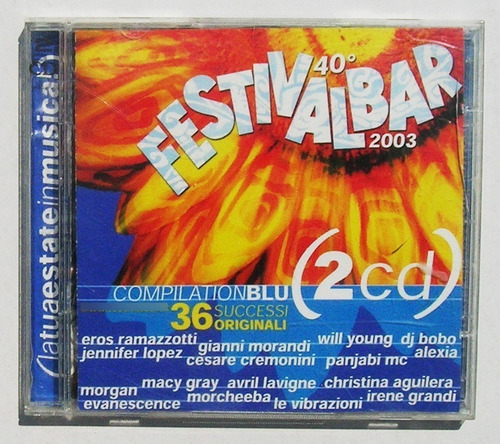 (latuaestateinmusica!)
40°
FESTIVALBAR
2003
COMPILATIONBLU (2cd)
36 SUCCESSI
ORIGINALI
eros ramazzotti gianni morandi will young dj bobo
jennifer lopez cesare cremonini panjabi mc alexia
morgan macy gray avril lavigne christina aguilera
evanescence morcheeba le vibrazioni irene grandi